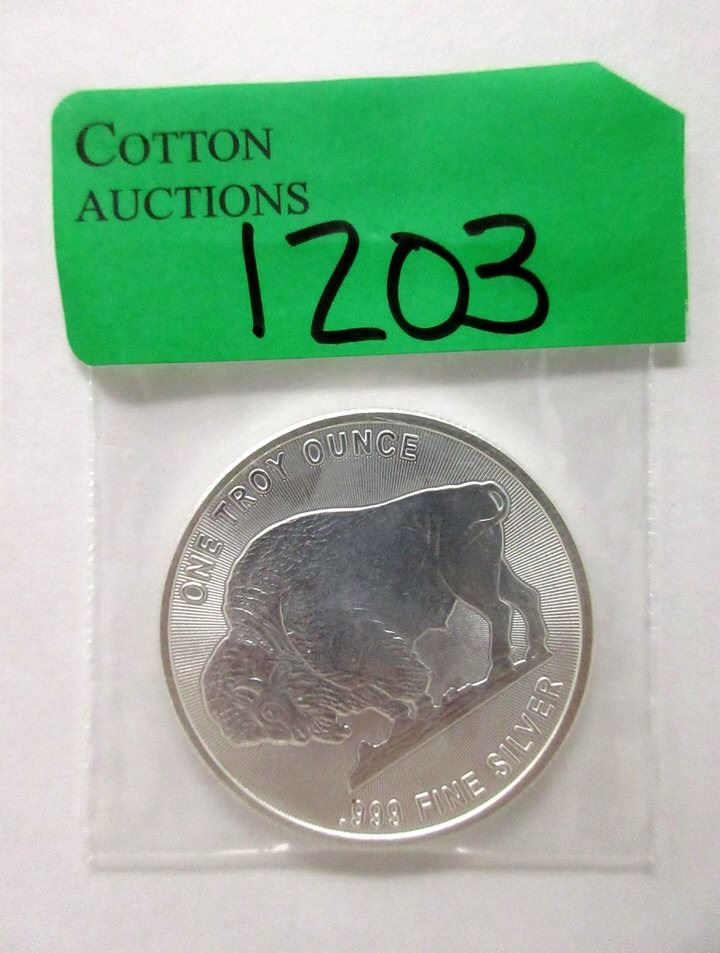 COTTON
AUCTIONS
1203
ONE TROY OUNCE
.999 FINE SILVER